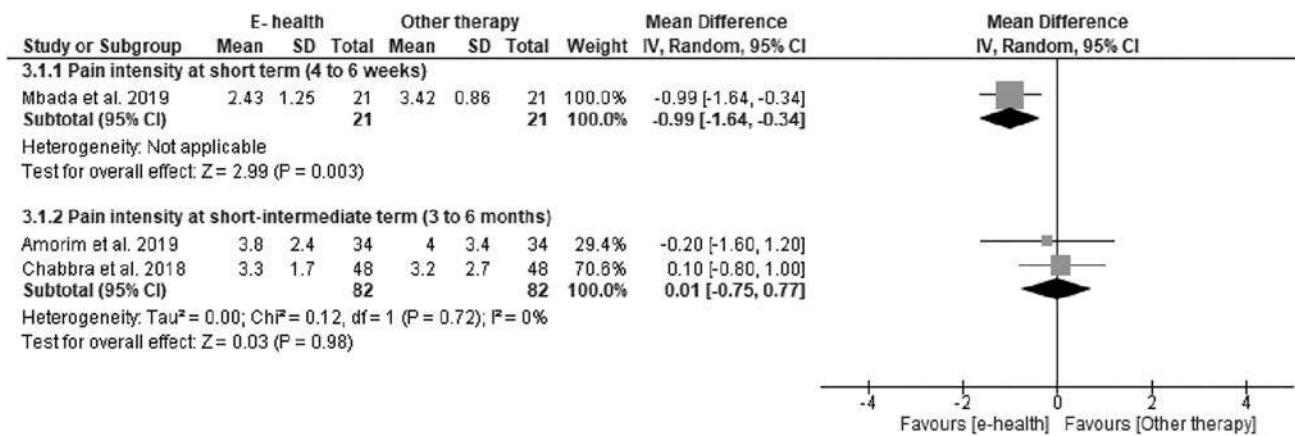 E- health Other therapy Mean Difference Mean Difference
Study or Subgroup Mean SD Total Mean SD Total Weight IV, Random, 95% CI IV, Random, 95% CI
3.1.1 Pain intensity at short term (4 to 6 weeks)
Mbada et al. 2019 2.43 1.25 21 3.42 0.86 21 100.0% -0.99 [-1.64, -0.34]
Subtotal (95% CI) 21 21 100.0% -0.99 [-1.64, -0.34]
Heterogeneity: Not applicable
Test for overall effect: Z = 2.99 (P = 0.003)
3.1.2 Pain intensity at short-intermediate term (3 to 6 months)
Amorim et al. 2019 3.8 2.4 34 4 3.4 34 29.4% -0.20 [-1.60, 1.20]
Chabbra et al. 2018 3.3 1.7 48 3.2 2.7 48 70.6% 0.10 [-0.80, 1.00]
Subtotal (95% CI) 82 82 100.0% 0.01 [-0.75, 0.77]
Heterogeneity: Tau² = 0.00; Chi² = 0.12, df = 1 (P = 0.72); I² = 0%
Test for overall effect: Z = 0.03 (P = 0.98)
-4 -2 0 2 4
Favours [e-health] Favours [Other therapy]